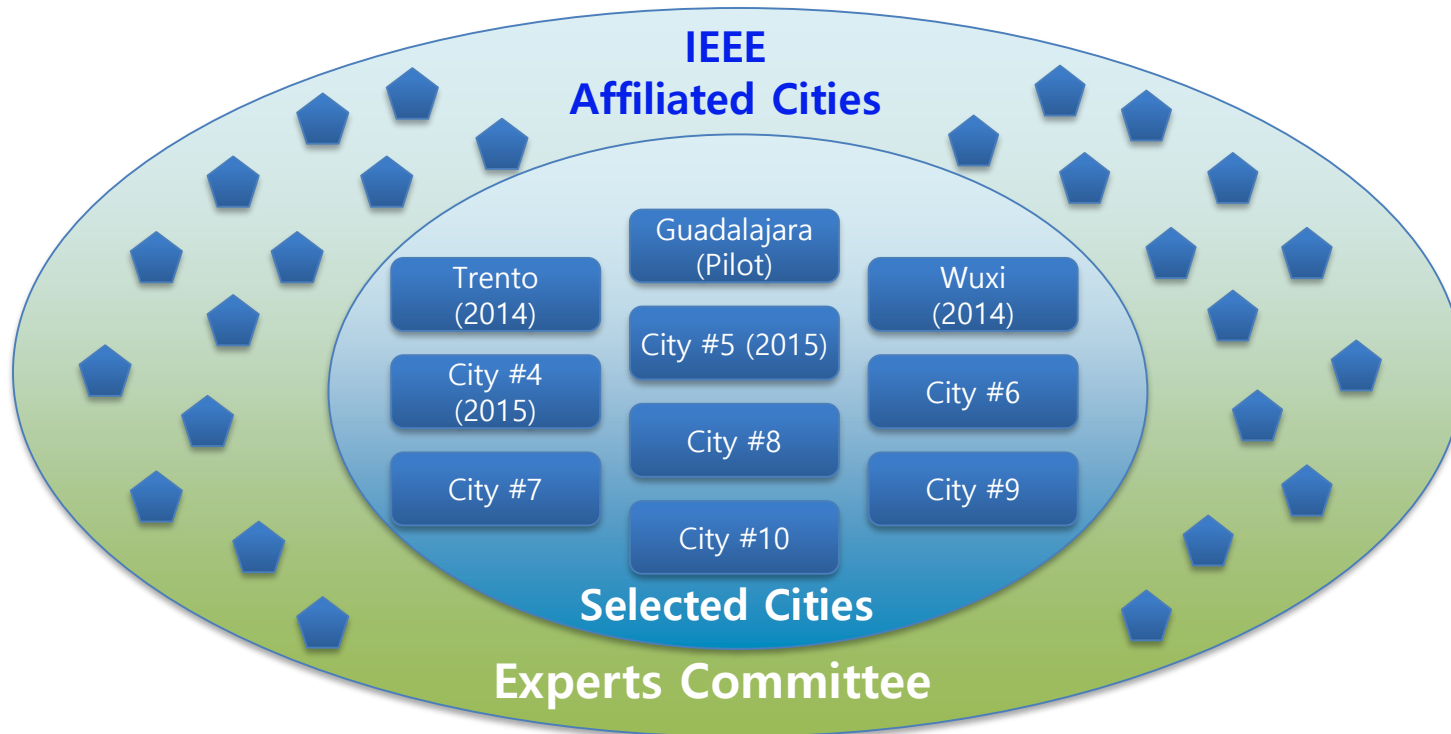 IEEE
Affiliated Cities
Guadalajara
(Pilot)
Trento
(2014)
Wuxi
(2014)
City #5 (2015)
City #4
(2015)
City #6
City #8
City #7
City #9
City #10
Selected Cities
Experts Committee